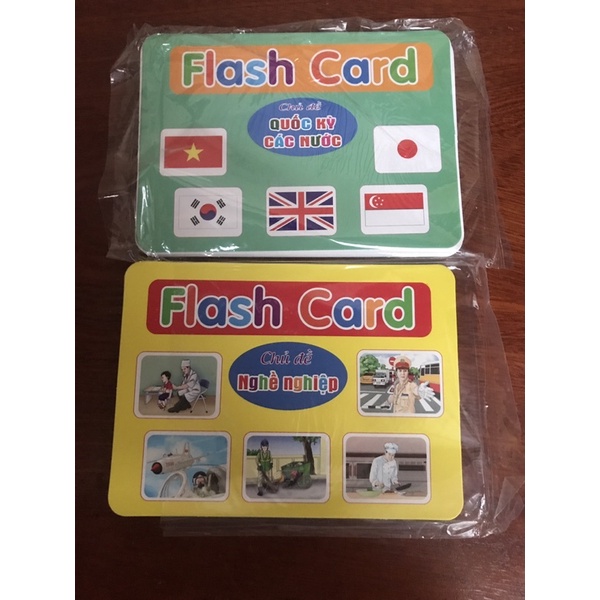 Flash Card
Chủ đề
QUỐC KỲ
CÁC NƯỚC
Flash Card
Chủ đề
Nghề nghiệp